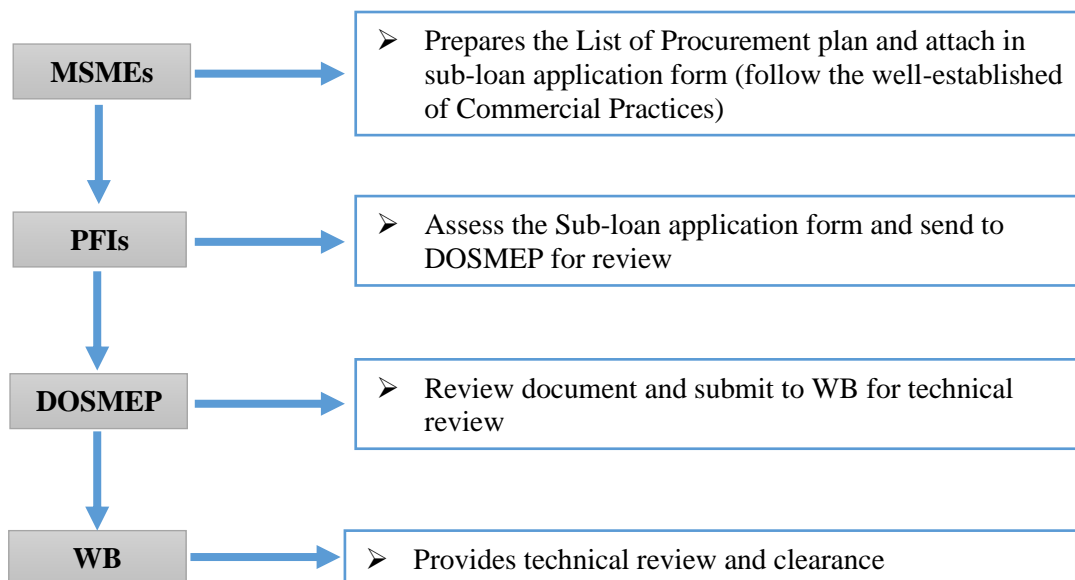 MSMEs
➢ Prepares the List of Procurement plan and attach in
sub-loan application form (follow the well-established
of Commercial Practices)
PFIs
➢ Assess the Sub-loan application form and send to
DOSMEP for review
DOSMEP
➢ Review document and submit to WB for technical
review
WB
➢ Provides technical review and clearance